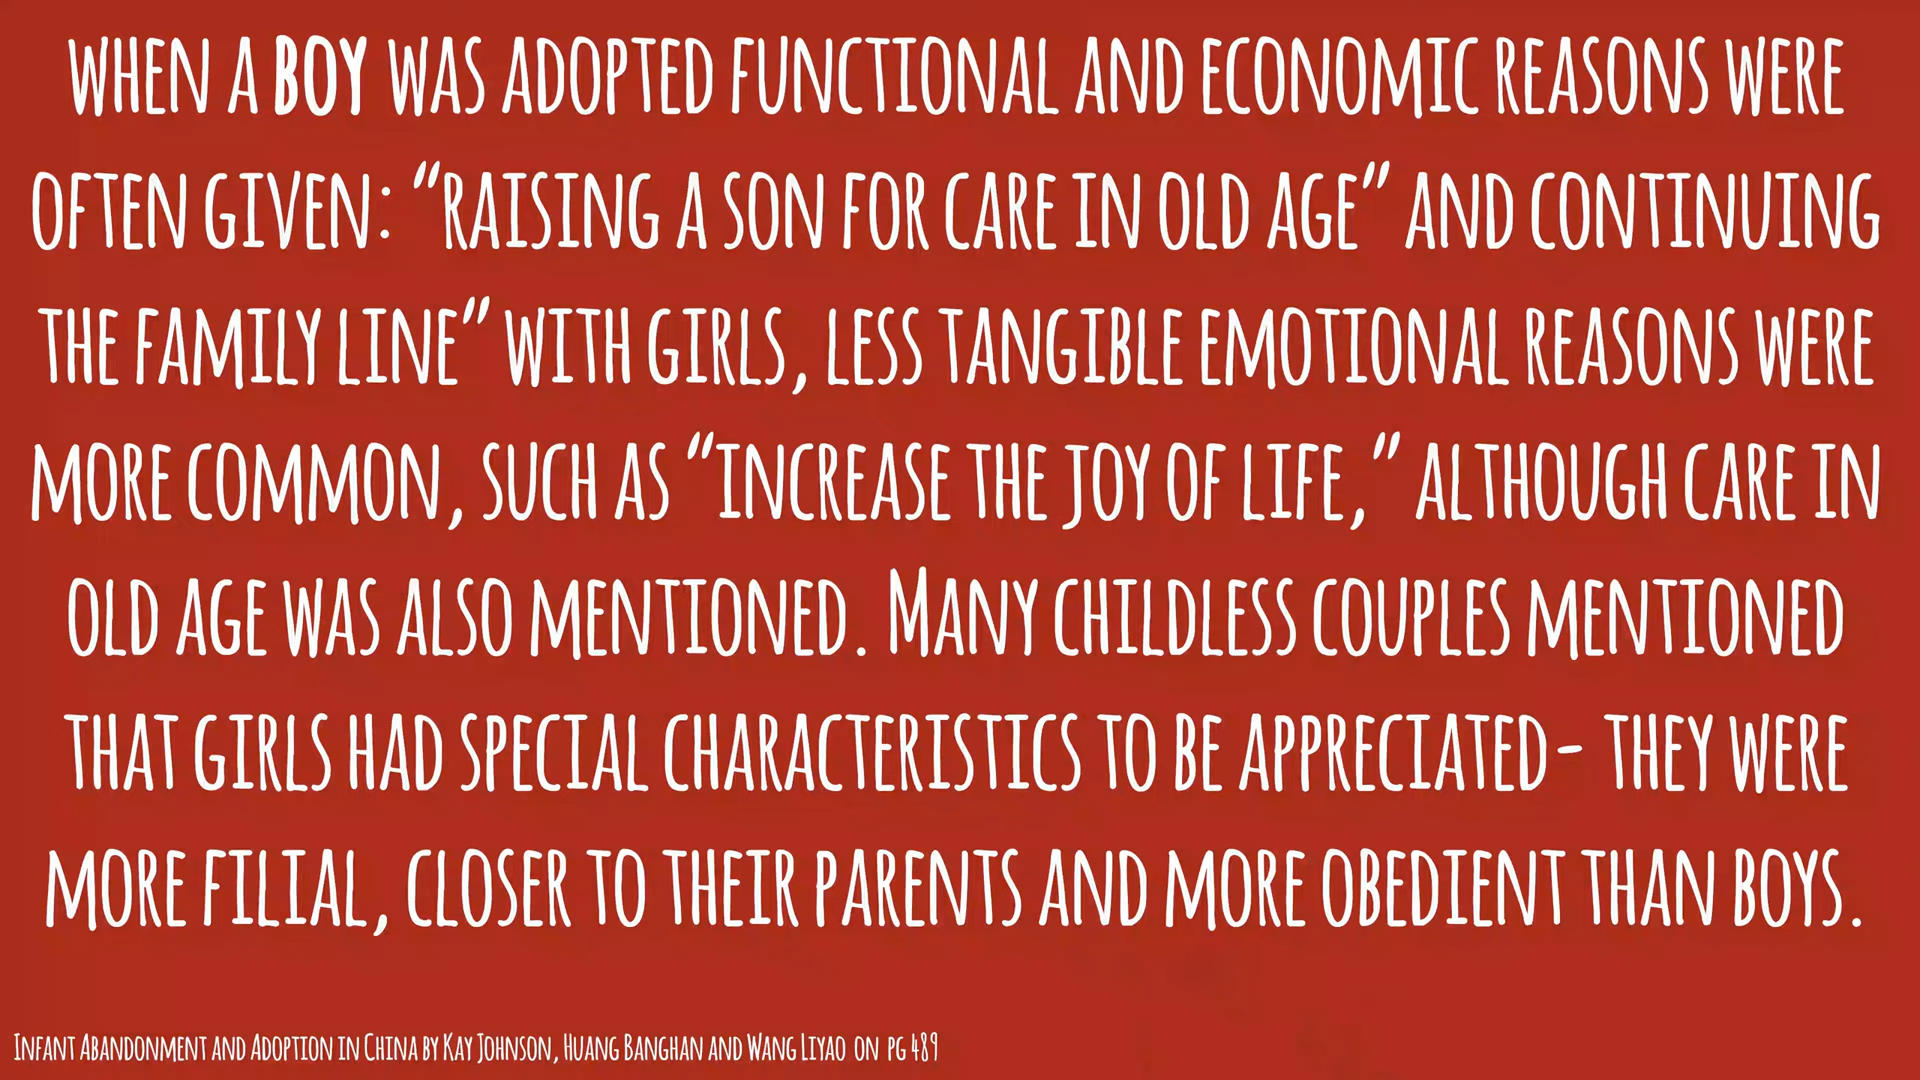 WHEN A BOY WAS ADOPTED FUNCTIONAL AND ECONOMIC REASONS WERE
OFTEN GIVEN: “RAISING A SON FOR CARE IN OLD AGE” AND CONTINUING
THE FAMILY LINE” WITH GIRLS, LESS TANGIBLE EMOTIONAL REASONS WERE
MORE COMMON, SUCH AS “INCREASE THE JOY OF LIFE,” ALTHOUGH CARE IN
OLD AGE WAS ALSO MENTIONED. MANY CHILDLESS COUPLES MENTIONED
THAT GIRLS HAD SPECIAL CHARACTERISTICS TO BE APPRECIATED- THEY WERE
MORE FILIAL, CLOSER TO THEIR PARENTS AND MORE OBEDIENT THAN BOYS.
INFANT ABANDONMENT AND ADOPTION IN CHINA BY KAY JOHNSON, HUANG BANGHAN AND WANG LIYAO ON PG 489